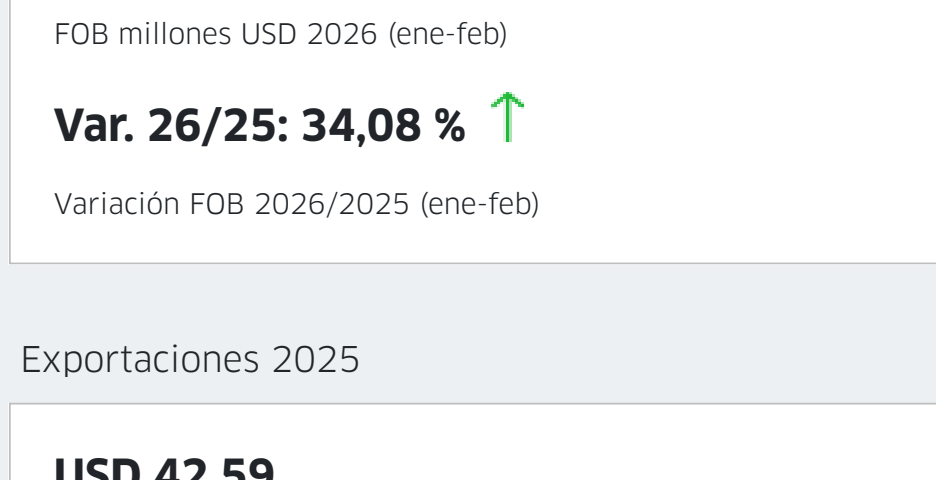 FOB millones USD 2026 (ene-feb)
Var. 26/25: 34,08 %
Variación FOB 2026/2025 (ene-feb)
Exportaciones 2025
USD 42,59